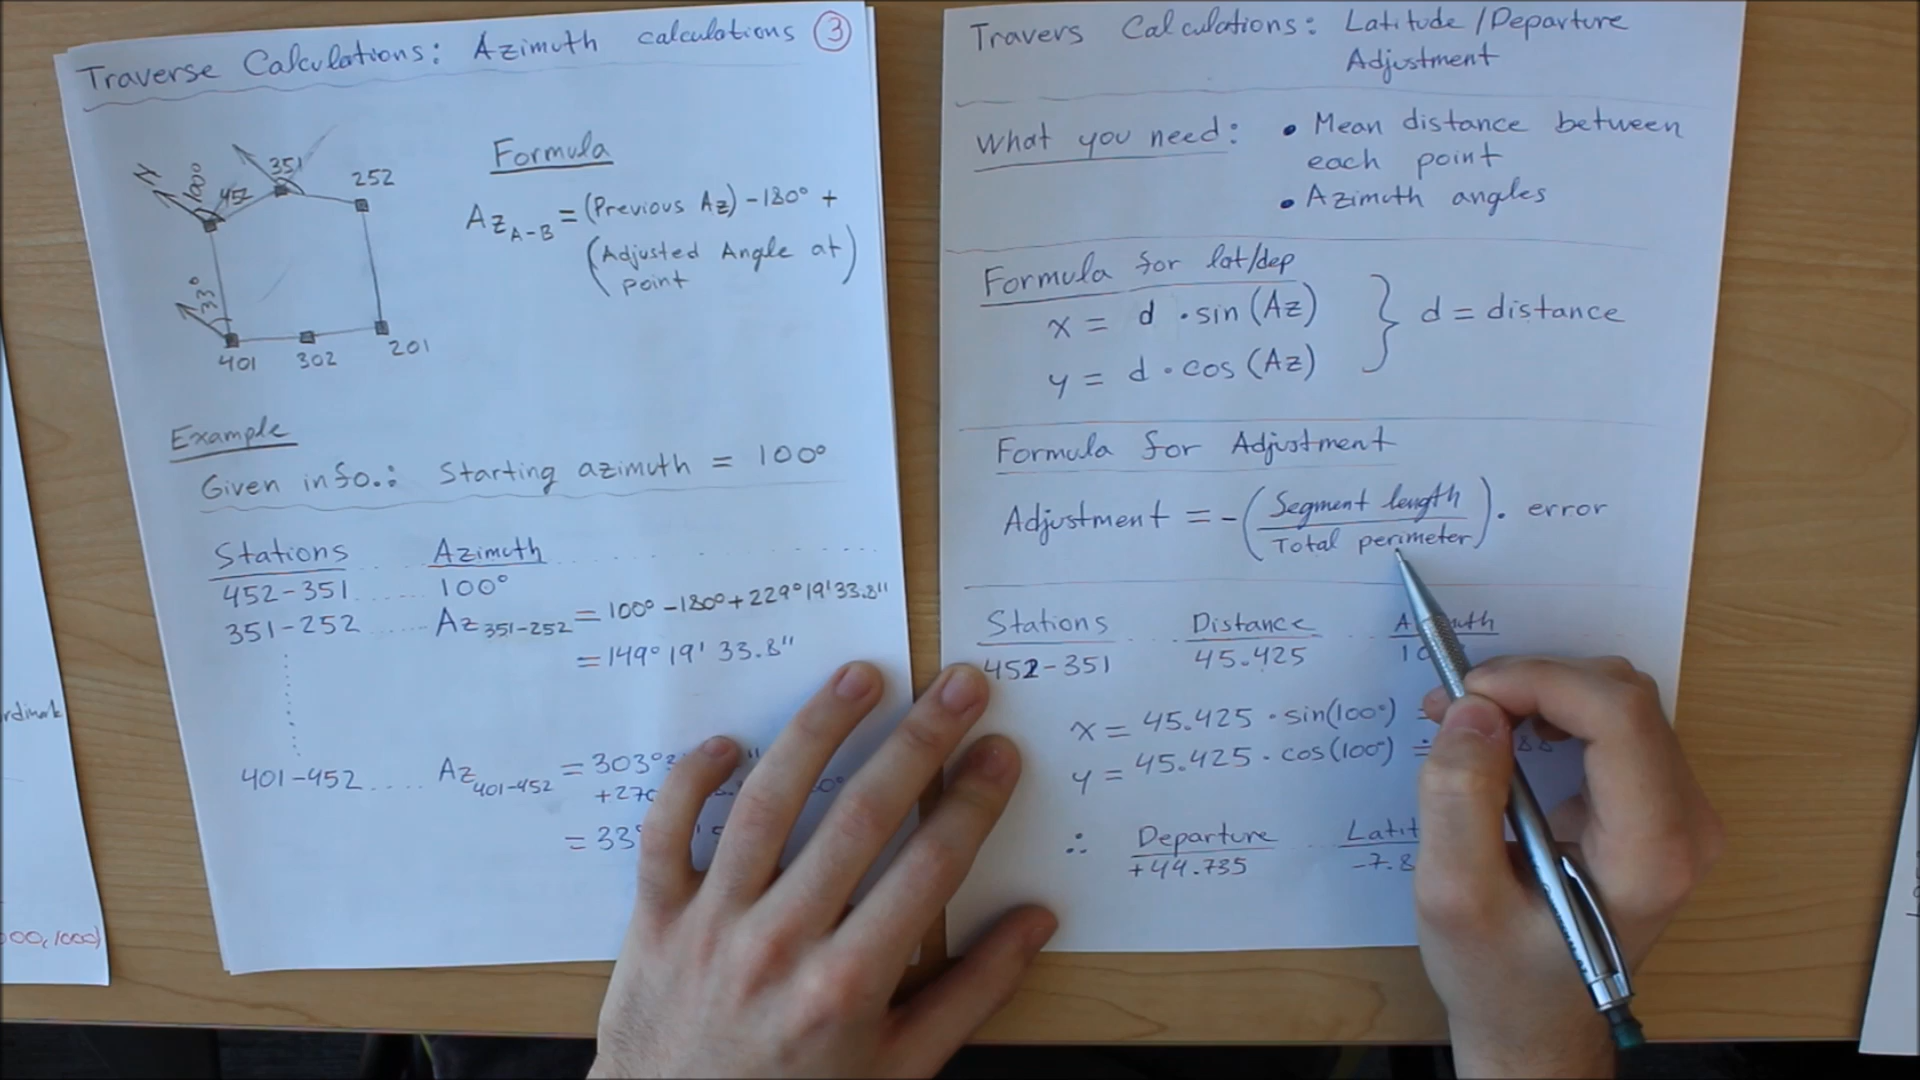 Traverse Calculations: Azimuth calculations 3
N
100°
452
351
252
33°
401
302
201
Formula
Az A-B = (Previous Az) - 180° +
(Adjusted Angle at
point)
Example
Given info.: Starting azimuth = 100°
Stations Azimuth
452-351 ...... 100°
351-252 ...... Az 351-252 = 100° - 180° + 229°19'33.8"
= 149° 19' 33.8"
401-452 .... Az 401-452 = 303°
+270
= 33°
Travers Calculations: Latitude / Departure
Adjustment
What you need: • Mean distance between
each point
• Azimuth angles
Formula for lat/dep
x = d · sin (Az)
y = d · cos (Az)
} d = distance
Formula for Adjustment
Adjustment = - (Segment length / Total perimeter) . error
Stations Distance
452-351 45.425
x = 45.425 · sin(100°) =
y = 45.425 · cos(100°) =
∴ Departure
+44.735
-7.8
000,1000)